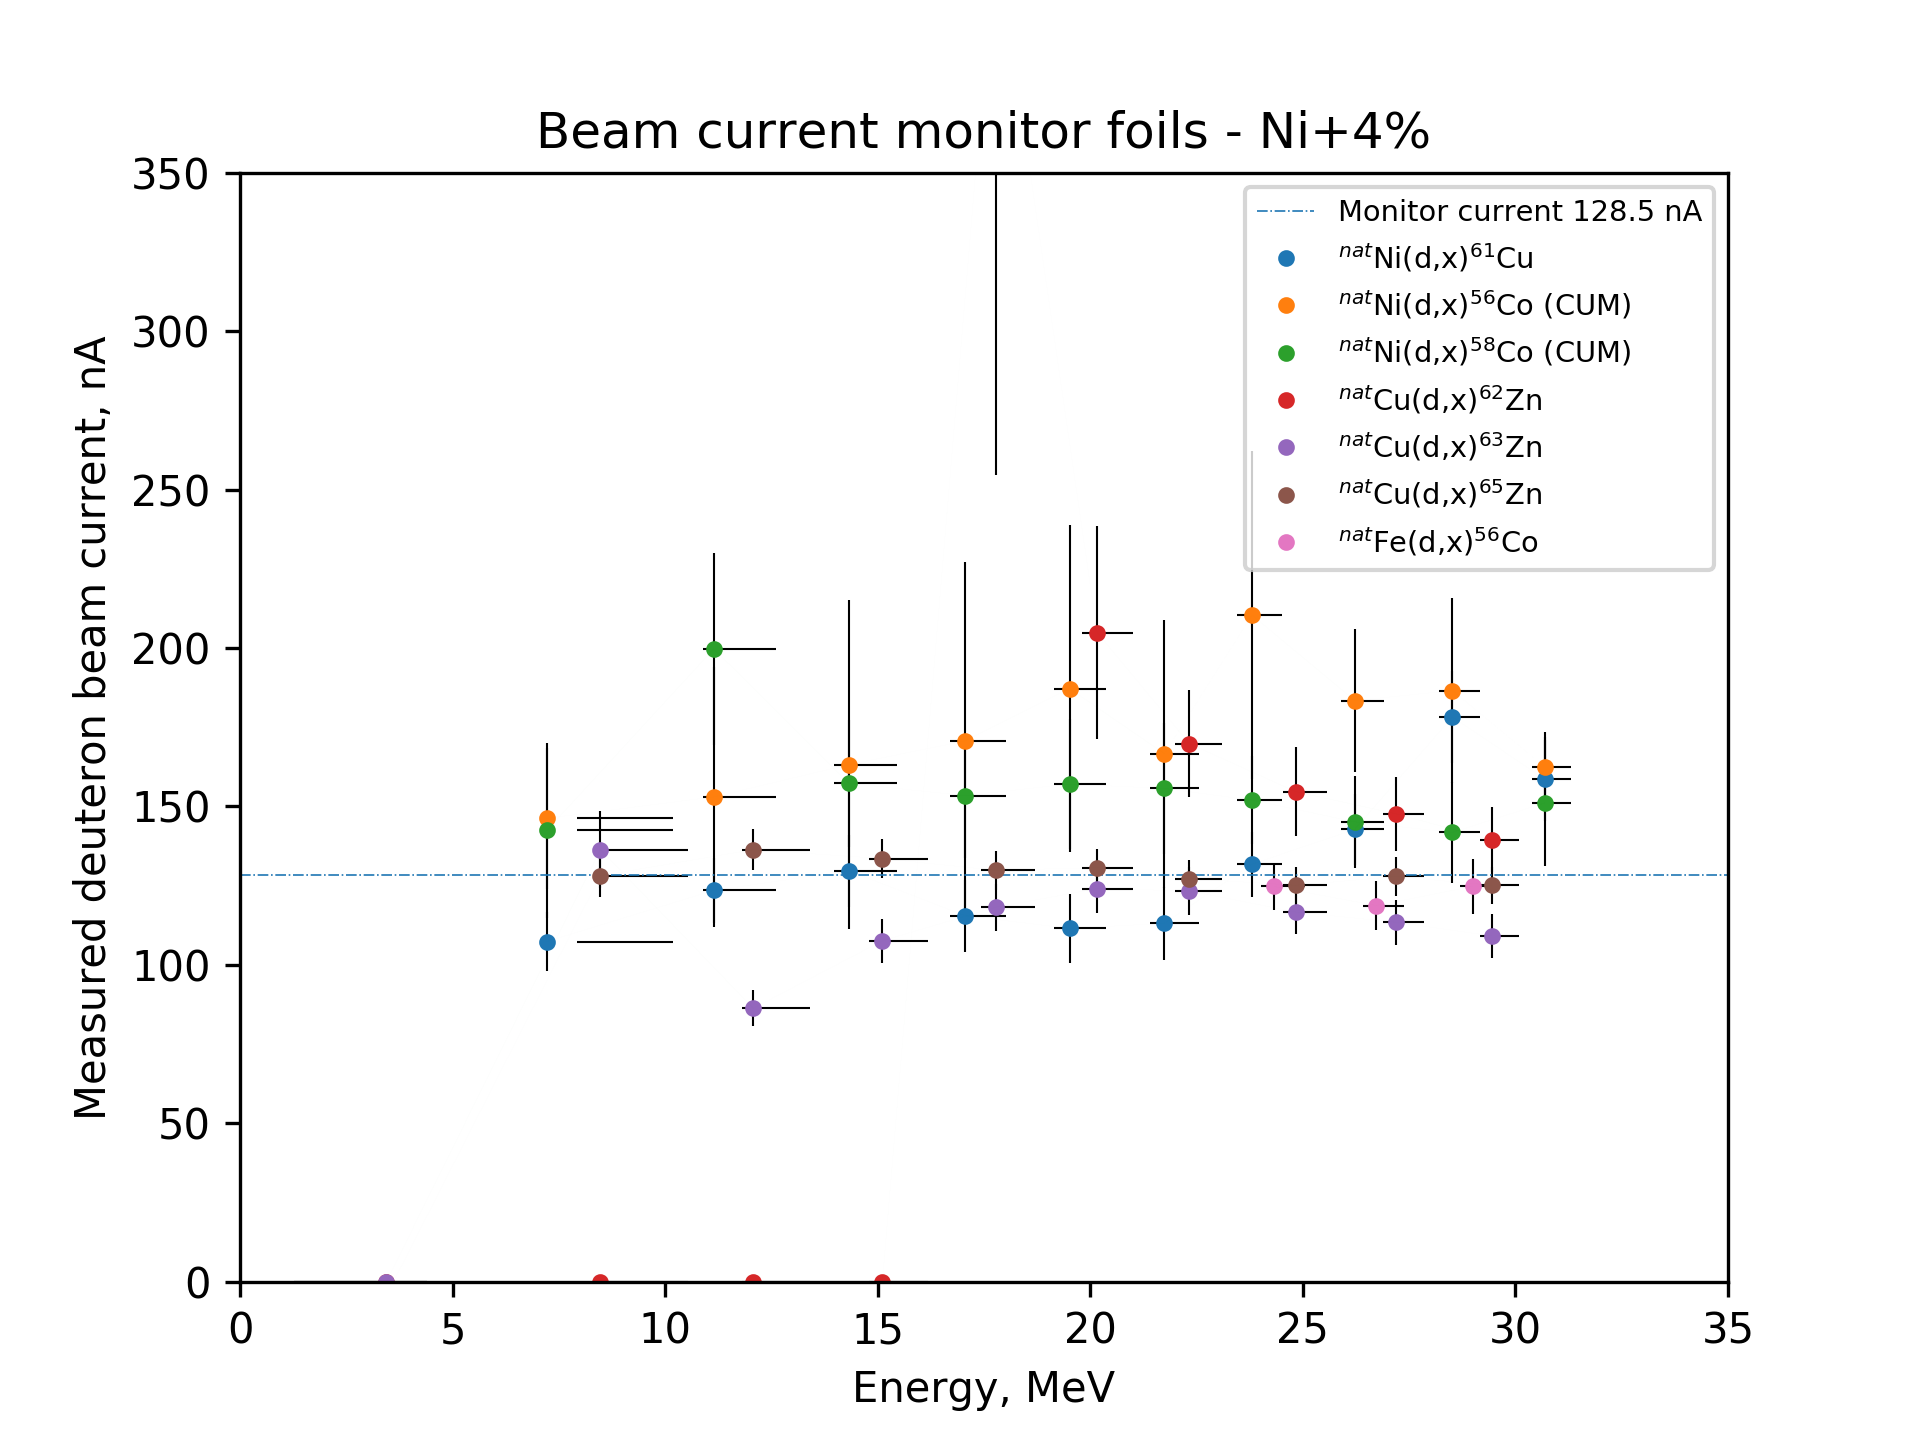 Beam current monitor foils - Ni+4%
350
300
250
200
150
100
50
0
Measured deuteron beam current, nA
0 5 10 15 20 25 30 35
Energy, MeV
Monitor current 128.5 nA
ⁿᵃᵗNi(d,x)⁶¹Cu
ⁿᵃᵗNi(d,x)⁵⁶Co (CUM)
ⁿᵃᵗNi(d,x)⁵⁸Co (CUM)
ⁿᵃᵗCu(d,x)⁶²Zn
ⁿᵃᵗCu(d,x)⁶³Zn
ⁿᵃᵗCu(d,x)⁶⁵Zn
ⁿᵃᵗFe(d,x)⁵⁶Co